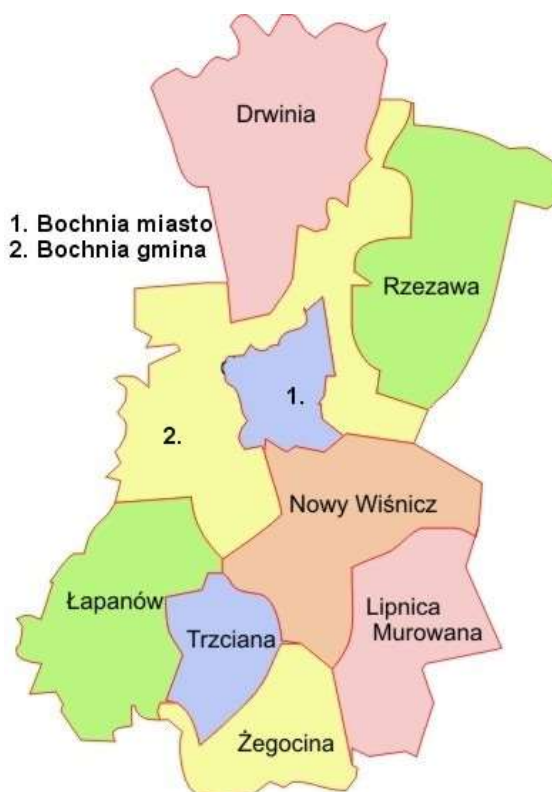 Drwinia
1. Bochnia miasto
2. Bochnia gmina
Rzezawa
1.
2.
Nowy Wiśnicz
Łapanów
Lipnica
Murowana
Trzciana
Żegocina